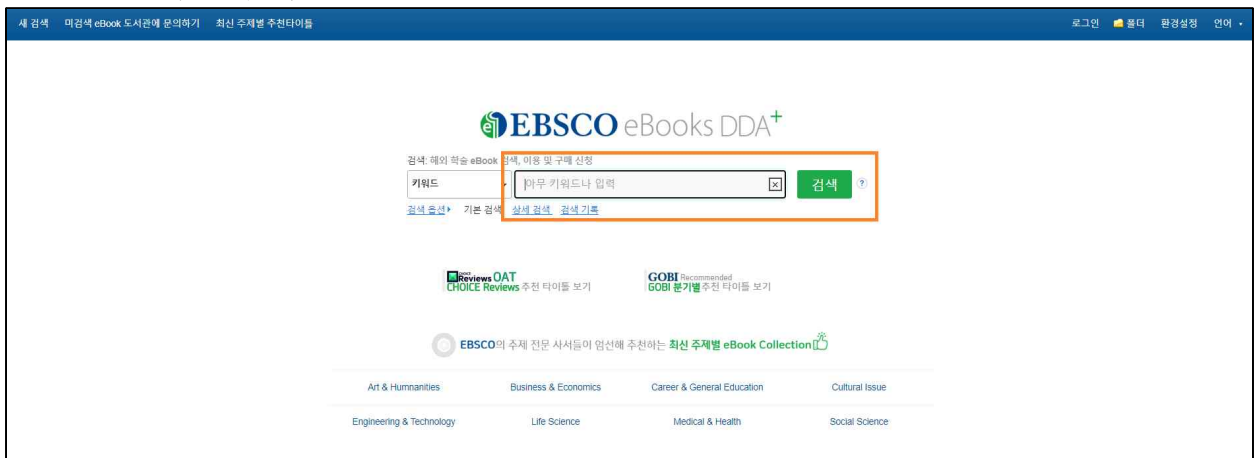 새 검색 미검색 eBook 도서관에 문의하기 최신 주제별 추천타이틀 로그인 폴더 환경설정 언어
EBSCO eBooks DDA+
검색: 해외 학술 eBook 검색, 이용 및 구매 신청
키워드 아무 키워드나 입력 검색 ?
검색 옵션 기본 검색 상세 검색 검색 기록
CHOICE Reviews OAT GOBI Recommended
CHOICE Reviews 추천 타이틀 보기 GOBI 분기별 추천 타이틀 보기
EBSCO의 주제 전문 사서들이 엄선해 추천하는 최신 주제별 eBook Collection
Art & Humnanities Business & Economics Career & General Education Cultural Issue
Engineering & Technology Life Science Medical & Health Social Science